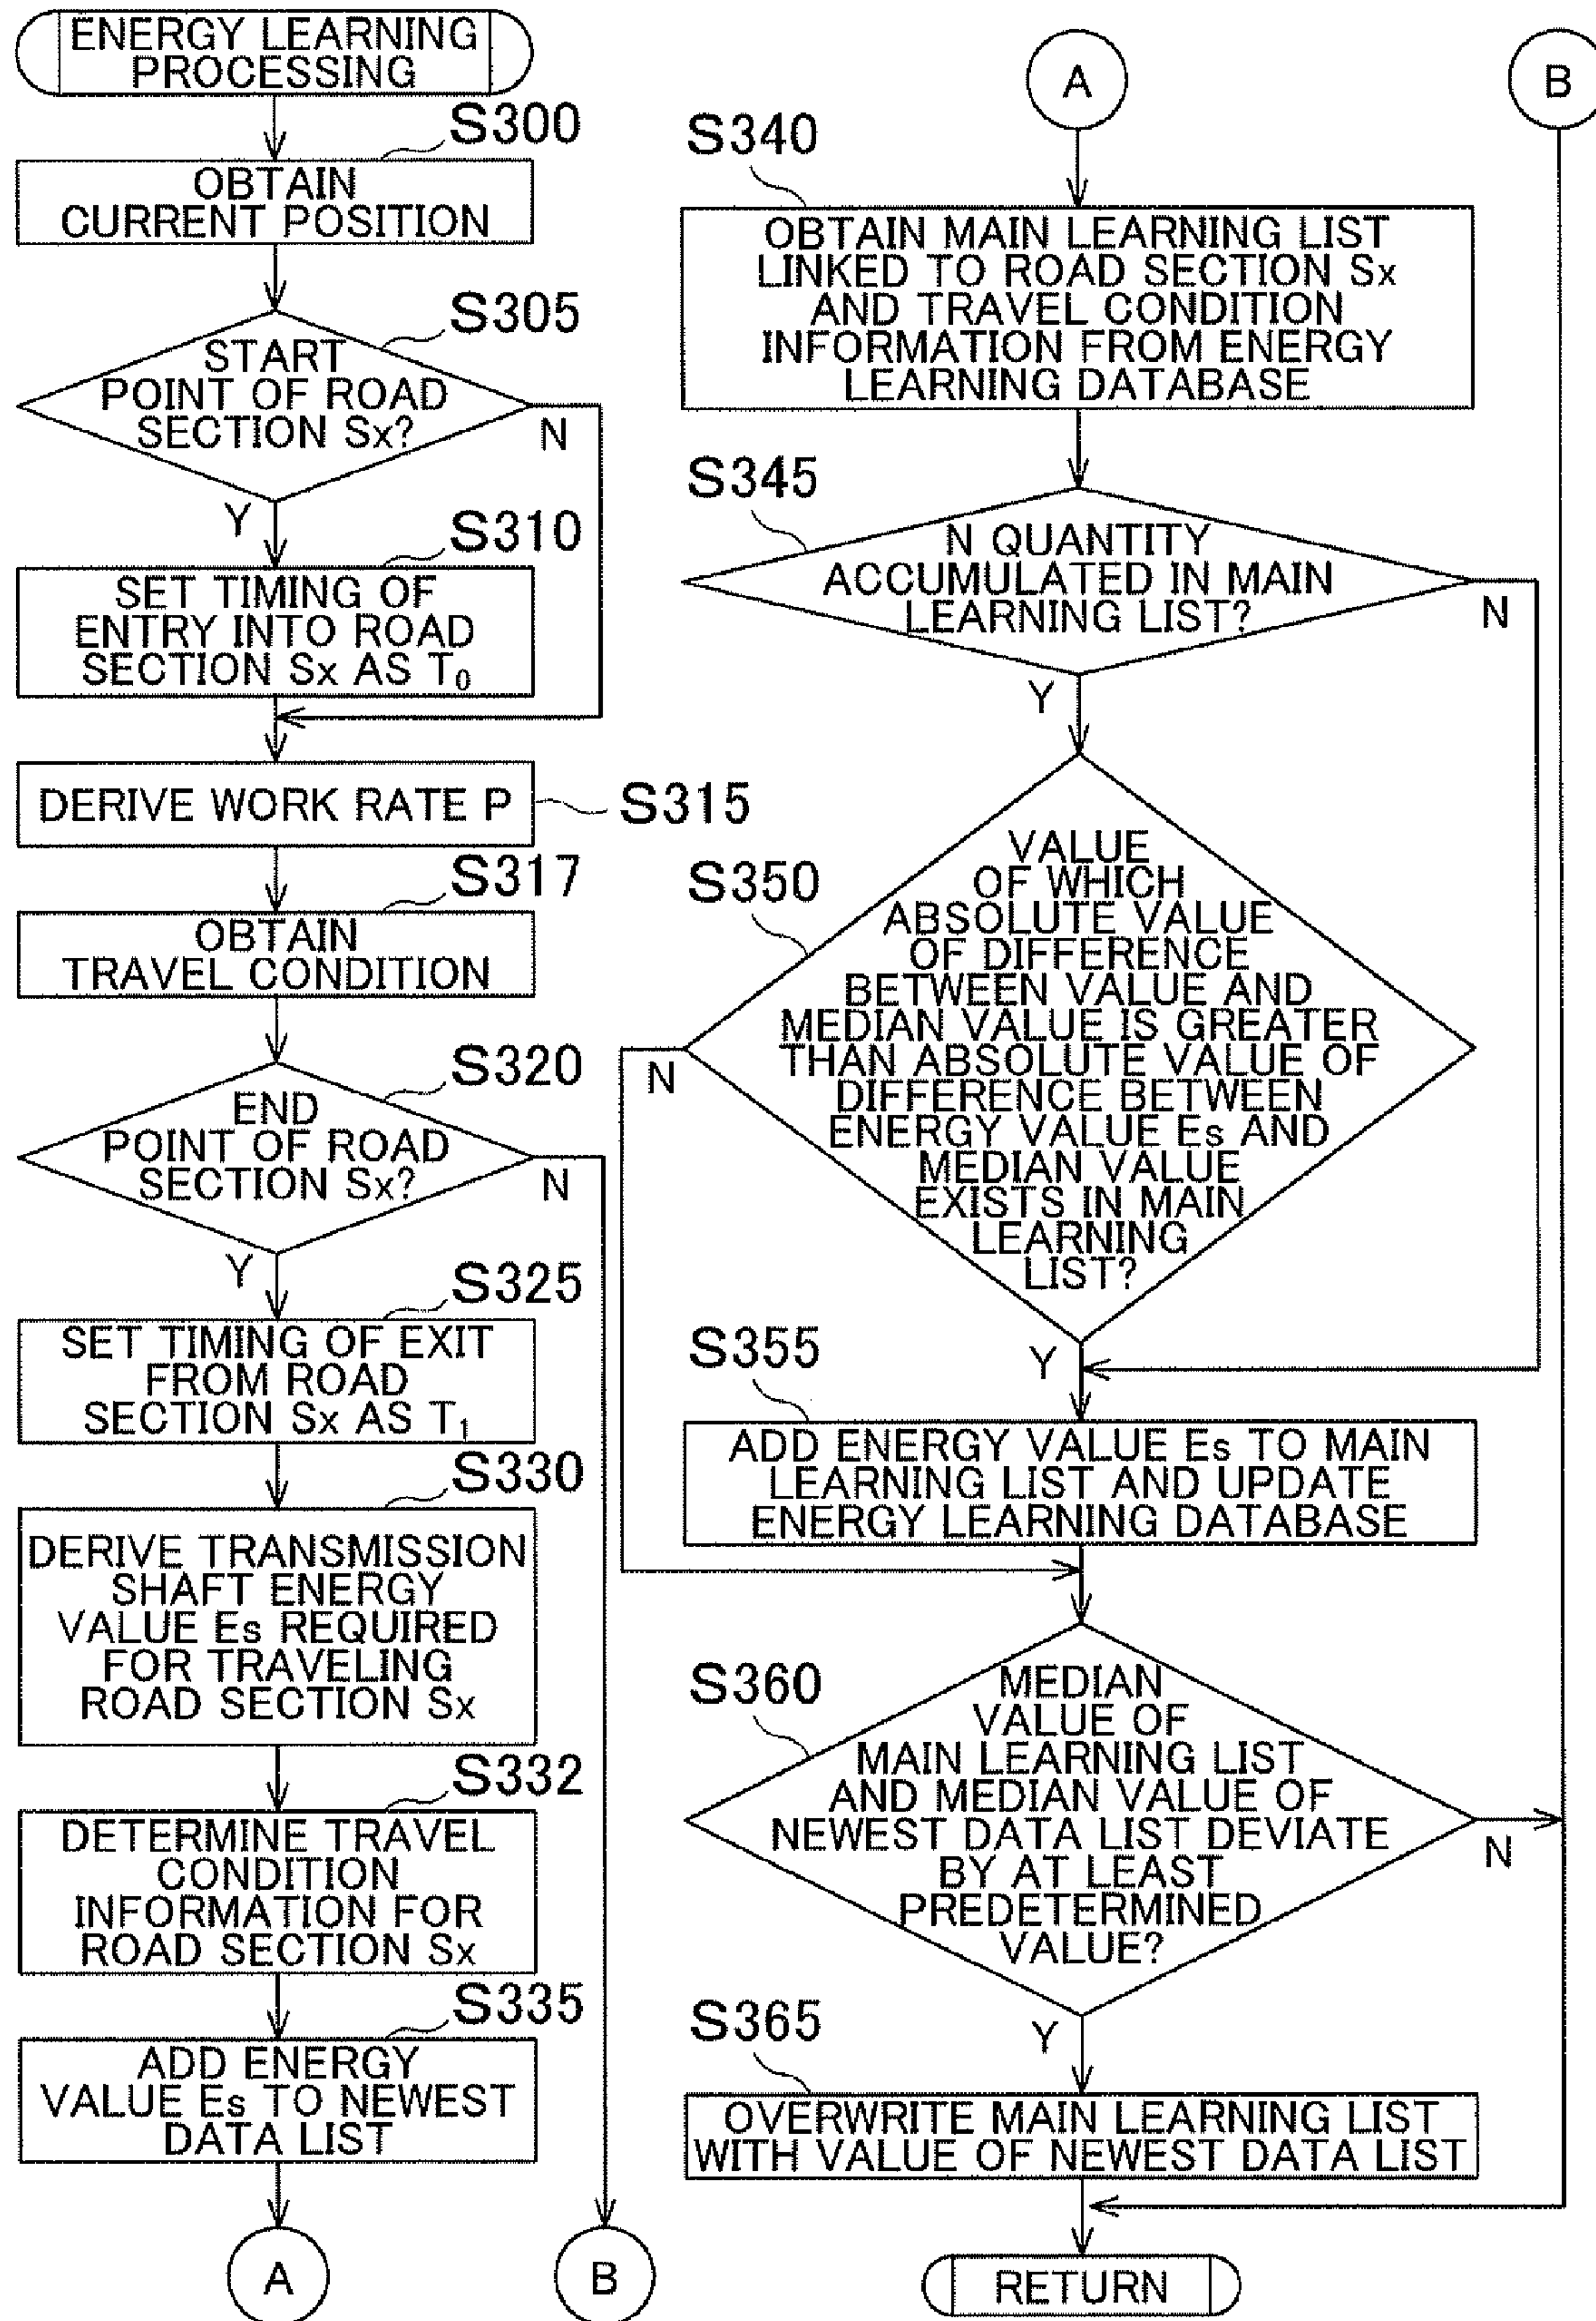 ENERGY LEARNING
PROCESSING
S300
OBTAIN
CURRENT POSITION
S305
START
POINT OF ROAD
SECTION Sx?
N
Y
S310
SET TIMING OF
ENTRY INTO ROAD
SECTION Sx AS T₀
DERIVE WORK RATE P
S315
S317
OBTAIN
TRAVEL CONDITION
S320
END
POINT OF ROAD
SECTION Sx?
N
Y
S325
SET TIMING OF EXIT
FROM ROAD
SECTION Sx AS T₁
S330
DERIVE TRANSMISSION
SHAFT ENERGY
VALUE Es REQUIRED
FOR TRAVELING
ROAD SECTION Sx
S332
DETERMINE TRAVEL
CONDITION
INFORMATION FOR
ROAD SECTION Sx
S335
ADD ENERGY
VALUE Es TO NEWEST
DATA LIST
A
B
A
B
S340
OBTAIN MAIN LEARNING LIST
LINKED TO ROAD SECTION Sx
AND TRAVEL CONDITION
INFORMATION FROM ENERGY
LEARNING DATABASE
S345
N QUANTITY
ACCUMULATED IN MAIN
LEARNING LIST?
N
Y
S350
VALUE
OF WHICH
ABSOLUTE VALUE
OF DIFFERENCE
BETWEEN VALUE AND
MEDIAN VALUE IS GREATER
THAN ABSOLUTE VALUE OF
DIFFERENCE BETWEEN
ENERGY VALUE Es AND
MEDIAN VALUE
EXISTS IN MAIN
LEARNING
LIST?
N
Y
S355
ADD ENERGY VALUE Es TO MAIN
LEARNING LIST AND UPDATE
ENERGY LEARNING DATABASE
S360
MEDIAN
VALUE OF
MAIN LEARNING LIST
AND MEDIAN VALUE OF
NEWEST DATA LIST DEVIATE
BY AT LEAST
PREDETERMINED
VALUE?
N
Y
S365
OVERWRITE MAIN LEARNING LIST
WITH VALUE OF NEWEST DATA LIST
RETURN